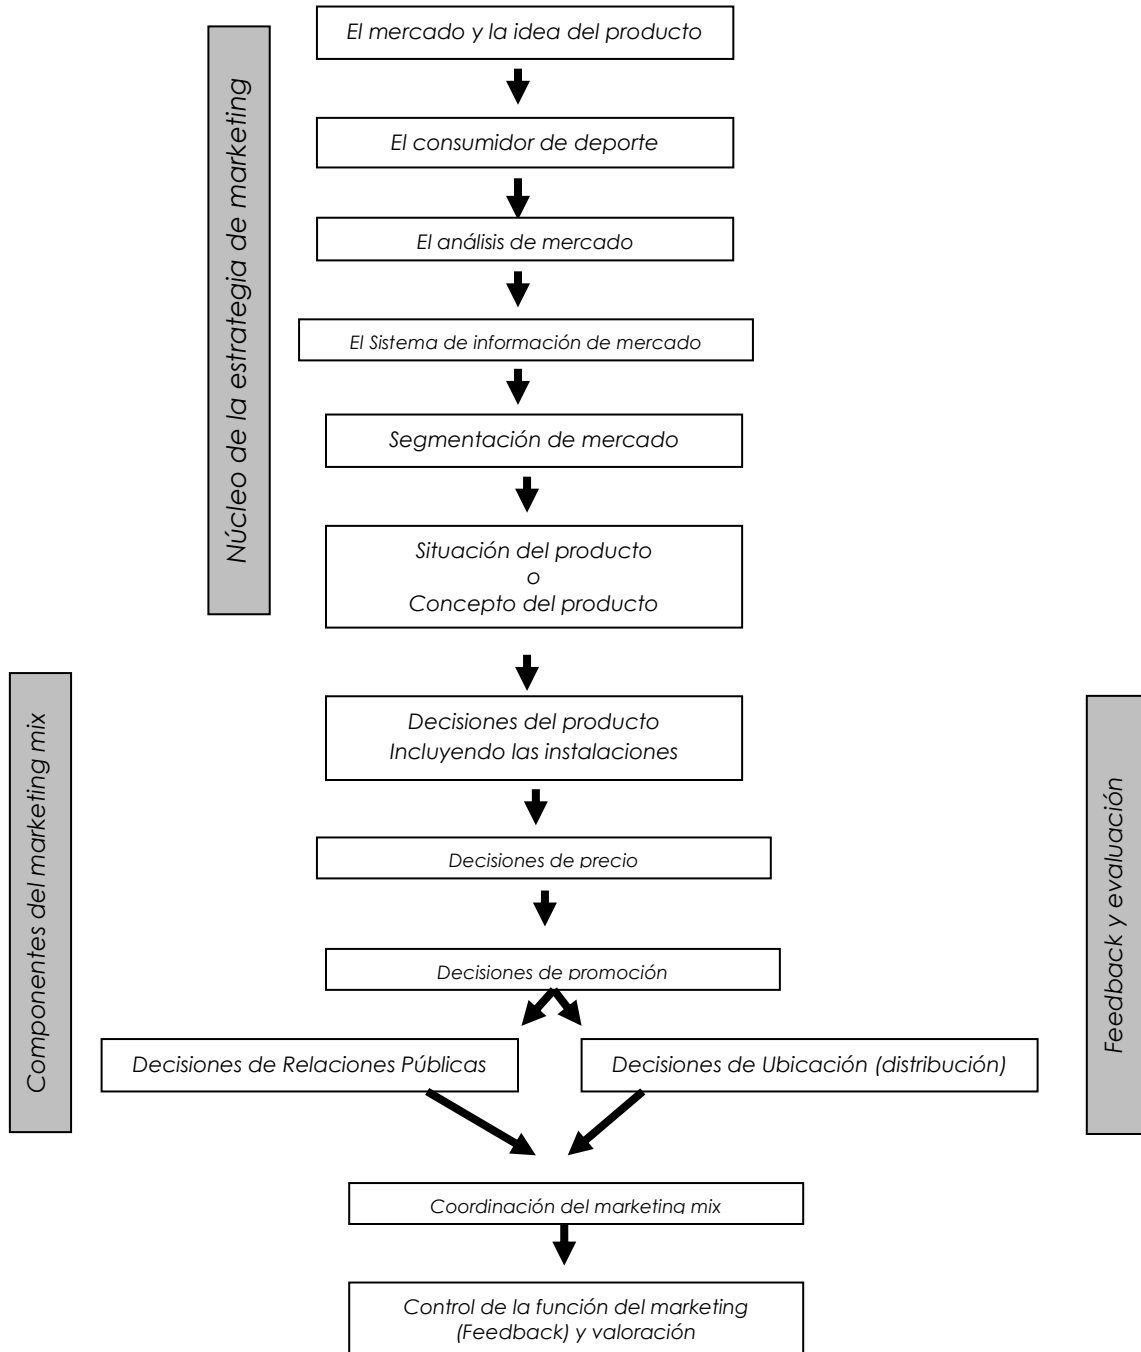 El mercado y la idea del producto
Núcleo de la estrategia de marketing
El consumidor de deporte
El análisis de mercado
El Sistema de información de mercado
Segmentación de mercado
Situación del producto
o
Concepto del producto
Componentes del marketing mix
Feedback y evaluación
Decisiones del producto
Incluyendo las instalaciones
Decisiones de precio
Decisiones de promoción
Decisiones de Relaciones Públicas
Decisiones de Ubicación (distribución)
Coordinación del marketing mix
Control de la función del marketing
(Feedback) y valoración